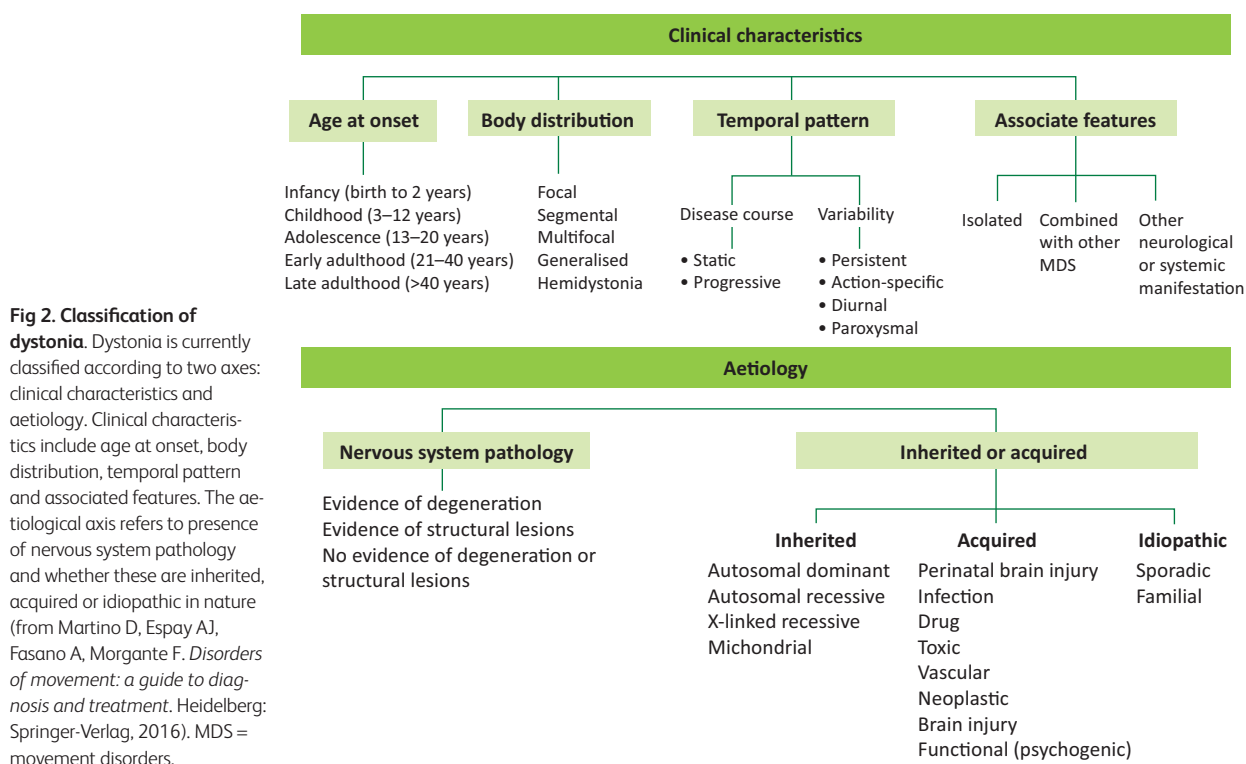 Clinical characteristics
Age at onset
Infancy (birth to 2 years)
Childhood (3–12 years)
Adolescence (13–20 years)
Early adulthood (21–40 years)
Late adulthood (>40 years)
Body distribution
Focal
Segmental
Multifocal
Generalised
Hemidystonia
Temporal pattern
Disease course
• Static
• Progressive
Variability
• Persistent
• Action-specific
• Diurnal
• Paroxysmal
Associate features
Isolated
Combined
with other
MDS
Other
neurological
or systemic
manifestation
Aetiology
Nervous system pathology
Evidence of degeneration
Evidence of structural lesions
No evidence of degeneration or
structural lesions
Inherited or acquired
Inherited
Autosomal dominant
Autosomal recessive
X-linked recessive
Michondrial
Acquired
Perinatal brain injury
Infection
Drug
Toxic
Vascular
Neoplastic
Brain injury
Functional (psychogenic)
Idiopathic
Sporadic
Familial
Fig 2. Classification of
dystonia. Dystonia is currently
classified according to two axes:
clinical characteristics and
aetiology. Clinical characteris-
tics include age at onset, body
distribution, temporal pattern
and associated features. The ae-
tiological axis refers to presence
of nervous system pathology
and whether these are inherited,
acquired or idiopathic in nature
(from Martino D, Espay AJ,
Fasano A, Morgante F. Disorders
of movement: a guide to diag-
nosis and treatment. Heidelberg:
Springer-Verlag, 2016). MDS =
movement disorders.